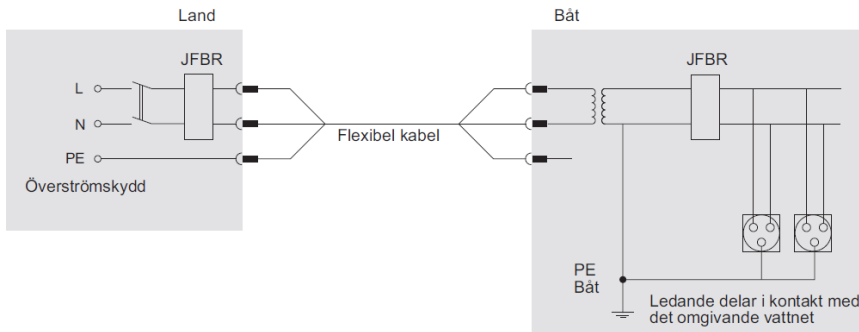 Land
Båt
JFBR
JFBR
L
N
Flexibel kabel
PE
Överströmskydd
PE
Båt
Ledande delar i kontakt med
det omgivande vattnet